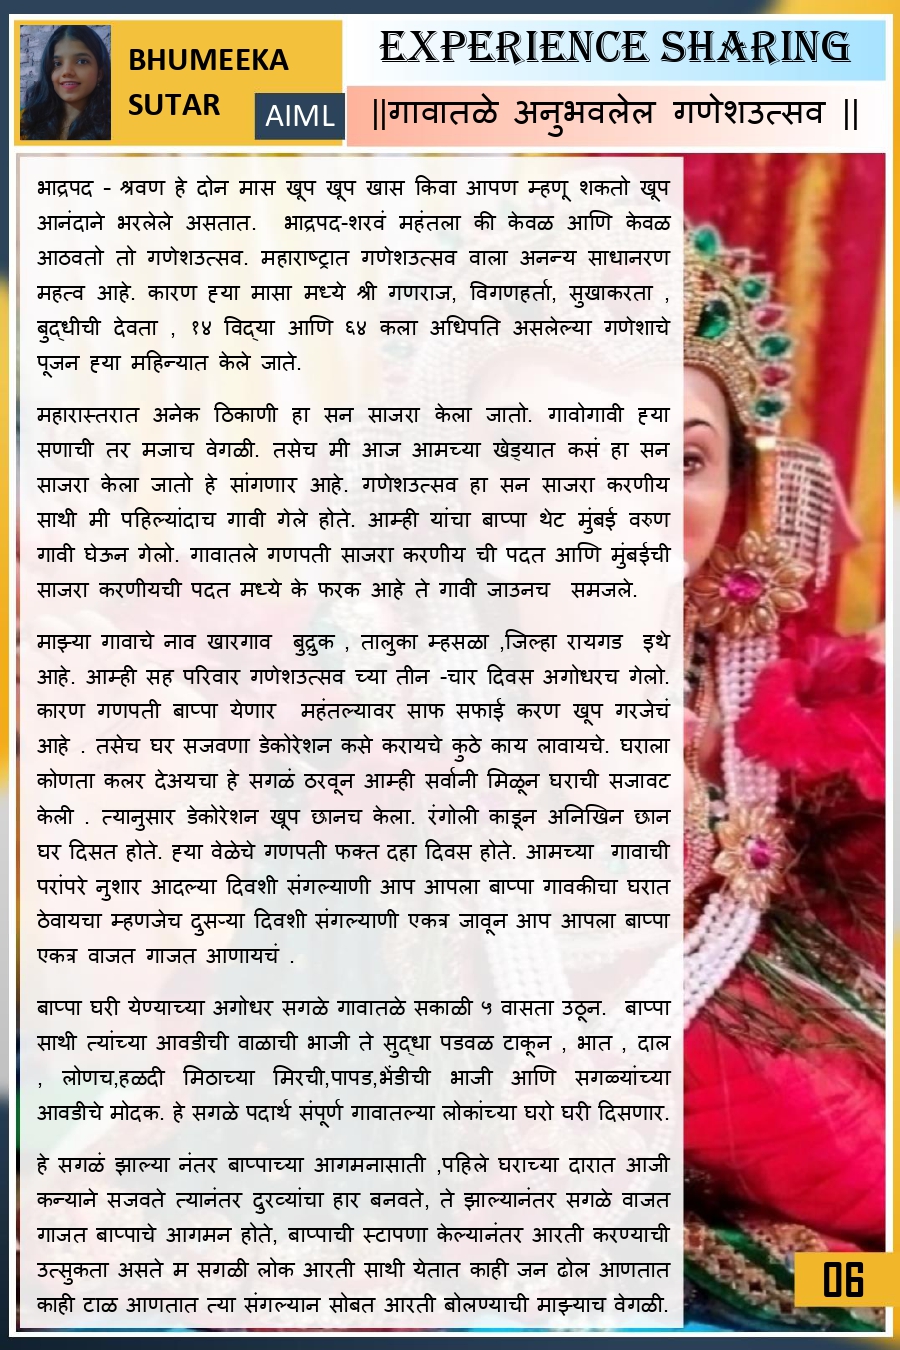 BHUMEEKA
SUTAR
AIML
EXPERIENCE SHARING
||गावातळे अनुभवलेल गणेशउत्सव ||
भाद्रपद - श्रवण हे दोन मास खूप खूप खास किवा आपण म्हणू शकतो खूप
आनंदाने भरलेले असतात. भाद्रपद-शरवं महंतला की केवळ आणि केवळ
आठवतो तो गणेशउत्सव. महाराष्ट्रात गणेशउत्सव वाला अनन्य साधानरण
महत्व आहे. कारण ह्या मासा मध्ये श्री गणराज, विगणहर्ता, सुखाकरता ,
बुद्धीची देवता , १४ विद्या आणि ६४ कला अधिपति असलेल्या गणेशाचे
पूजन ह्या महिन्यात केले जाते.
महारास्तरात अनेक ठिकाणी हा सन साजरा केला जातो. गावोगावी ह्या
सणाची तर मजाच वेगळी. तसेच मी आज आमच्या खेड्यात कसं हा सन
साजरा केला जातो हे सांगणार आहे. गणेशउत्सव हा सन साजरा करणीय
साथी मी पहिल्यांदाच गावी गेले होते. आम्ही यांचा बाप्पा थेट मुंबई वरुण
गावी घेऊन गेलो. गावातले गणपती साजरा करणीय ची पदत आणि मुंबईची
साजरा करणीयची पदत मध्ये के फरक आहे ते गावी जाउनच समजले.
माझ्या गावाचे नाव खारगाव बुद्रुक , तालुका म्हसळा ,जिल्हा रायगड इथे
आहे. आम्ही सह परिवार गणेशउत्सव च्या तीन -चार दिवस अगोधरच गेलो.
कारण गणपती बाप्पा येणार महंतल्यावर साफ सफाई करण खूप गरजेचं
आहे . तसेच घर सजवणा डेकोरेशन कसे करायचे कुठे काय लावायचे. घराला
कोणता कलर देअयचा हे सगळं ठरवून आम्ही सर्वानी मिळून घराची सजावट
केली . त्यानुसार डेकोरेशन खूप छानच केला. रंगोली काडून अनिखिन छान
घर दिसत होते. ह्या वेळेचे गणपती फक्त दहा दिवस होते. आमच्या गावाची
परांपरे नुशार आदल्या दिवशी संगल्याणी आप आपला बाप्पा गावकीचा घरात
ठेवायचा म्हणजेच दुसऱ्या दिवशी संगल्याणी एकत्र जावून आप आपला बाप्पा
एकत्र वाजत गाजत आणायचं .
बाप्पा घरी येण्याच्या अगोधर सगळे गावातळे सकाळी ५ वासता उठून. बाप्पा
साथी त्यांच्या आवडीची वाळाची भाजी ते सुद्धा पडवळ टाकून , भात , दाल
, लोणच,हळदी मिठाच्या मिरची,पापड,भेंडीची भाजी आणि सगळ्यांच्या
आवडीचे मोदक. हे सगळे पदार्थ संपूर्ण गावातल्या लोकांच्या घरो घरी दिसणार.
हे सगळं झाल्या नंतर बाप्पाच्या आगमनासाती ,पहिले घराच्या दारात आजी
कन्याने सजवते त्यानंतर दुरव्यांचा हार बनवते, ते झाल्यानंतर सगळे वाजत
गाजत बाप्पाचे आगमन होते, बाप्पाची स्टापणा केल्यानंतर आरती करण्याची
उत्सुकता असते म सगळी लोक आरती साथी येतात काही जन ढोल आणतात
काही टाळ आणतात त्या संगल्यान सोबत आरती बोलण्याची माझ्याच वेगळी.
06